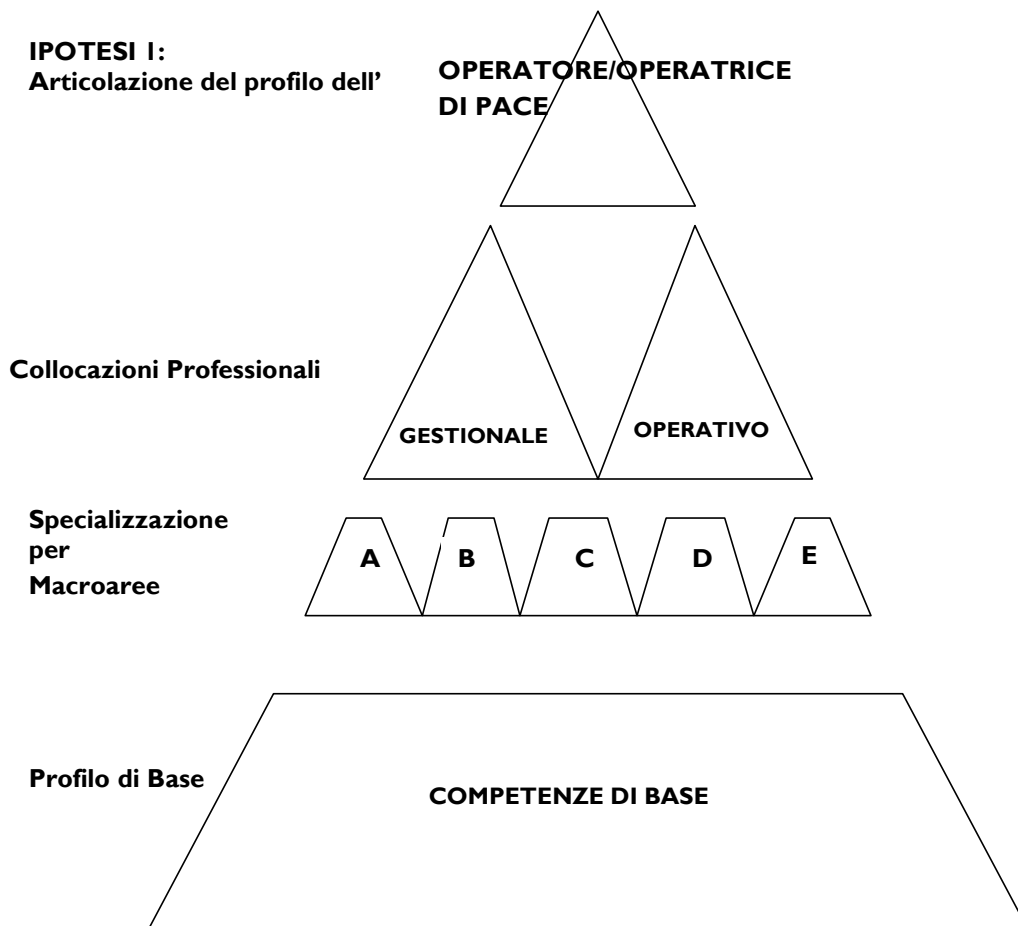 IPOTESI 1:
Articolazione del profilo dell'
OPERATORE/OPERATRICE
DI PACE
Collocazioni Professionali
GESTIONALE
OPERATIVO
Specializzazione
per
Macroaree
A
B
C
D
E
Profilo di Base
COMPETENZE DI BASE